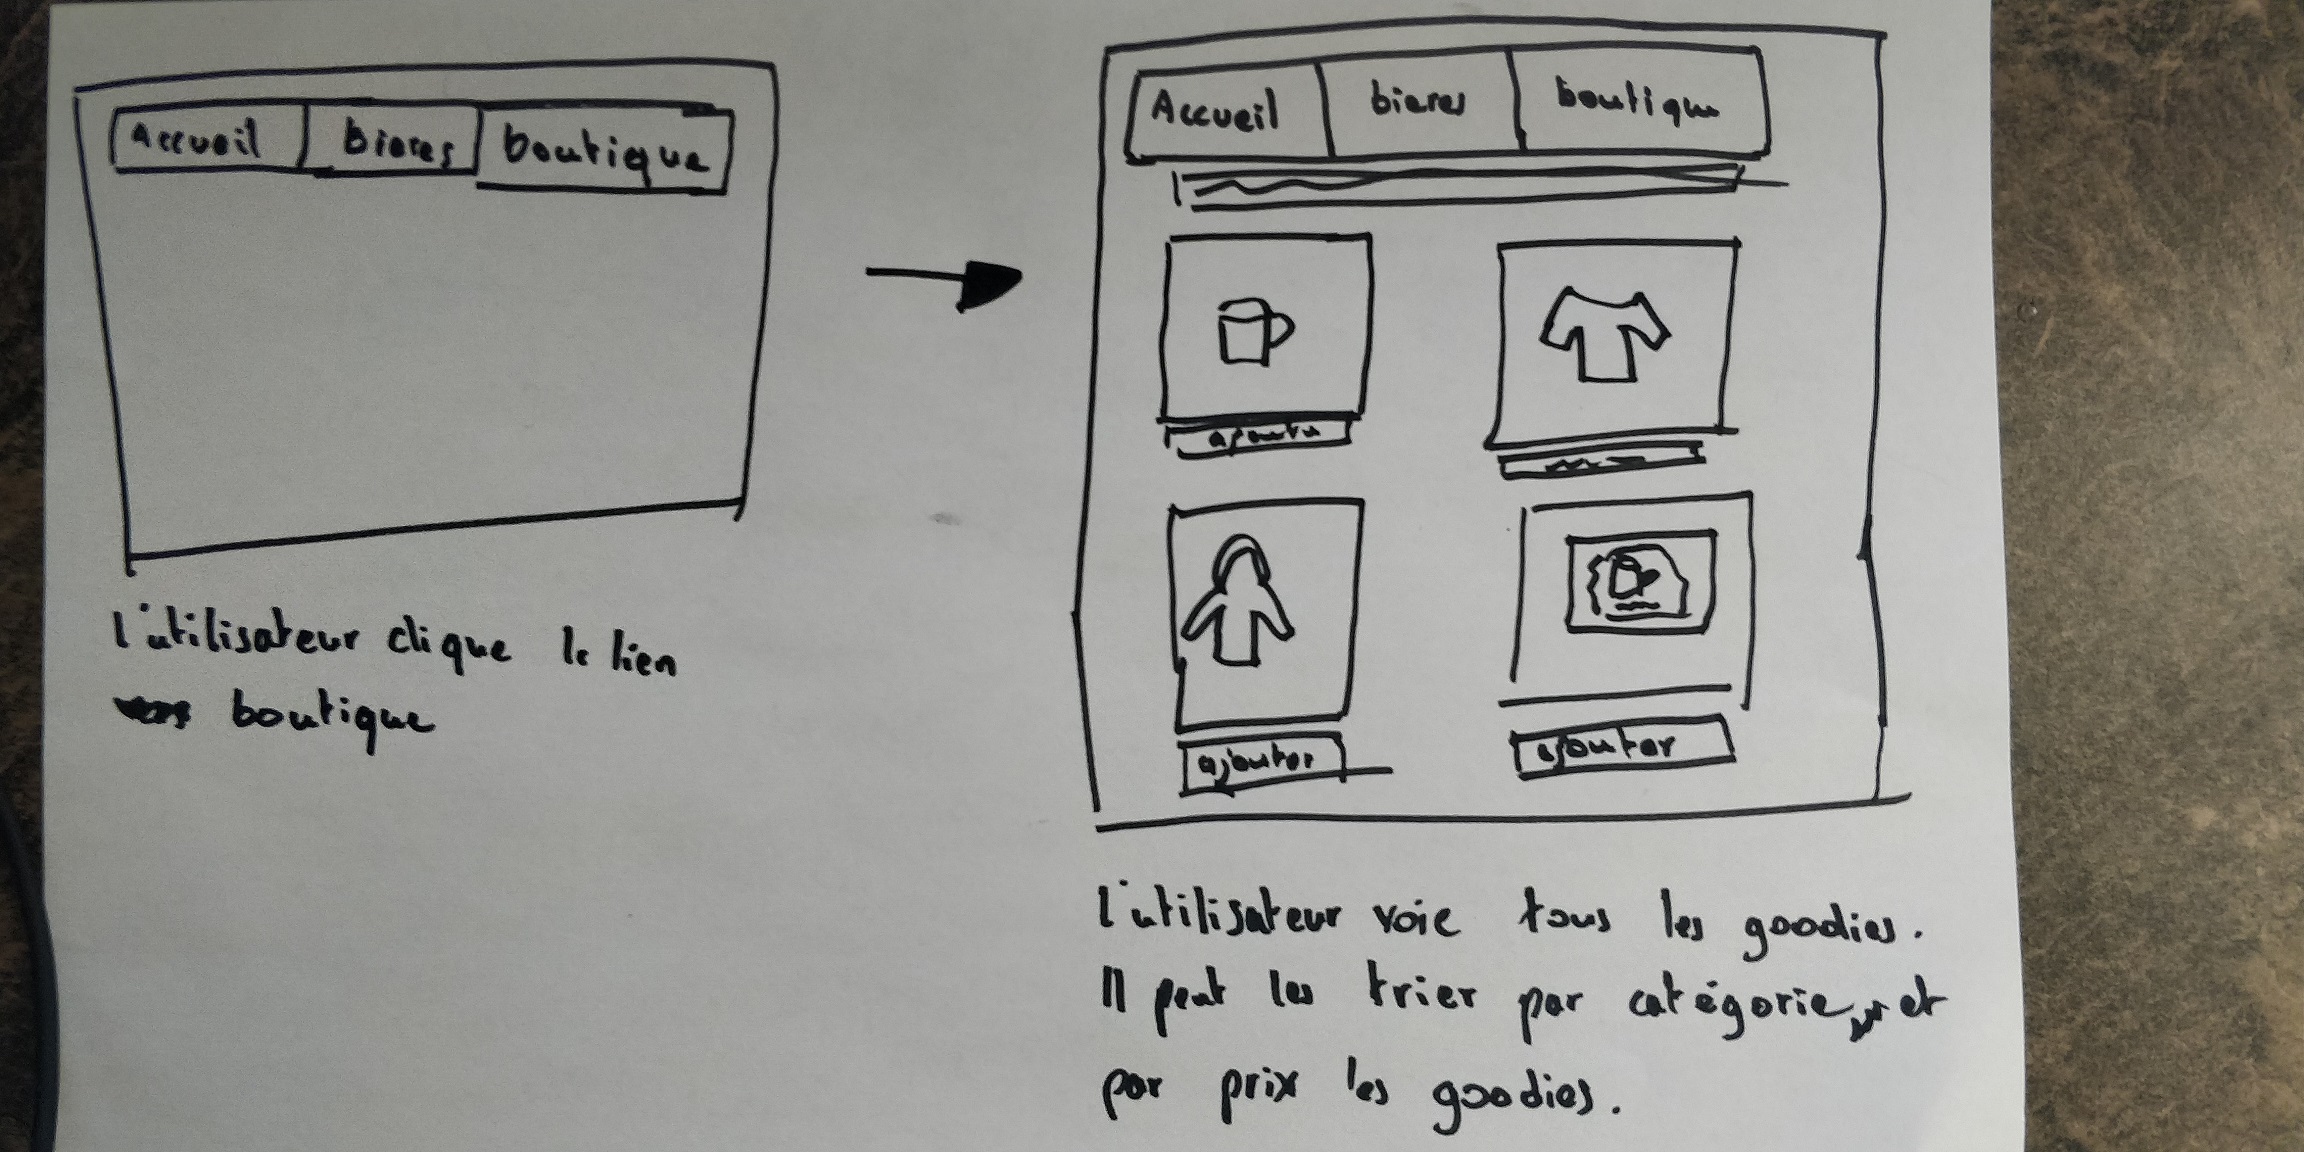 Accueil bieres boutique
l'utilisateur clique le lien
boutique
Accueil bieres boutique
ajouter
ajouter
ajouter
l'utilisateur voie tous les goodies.
Il peut les trier par catégorie et
par prix les goodies.